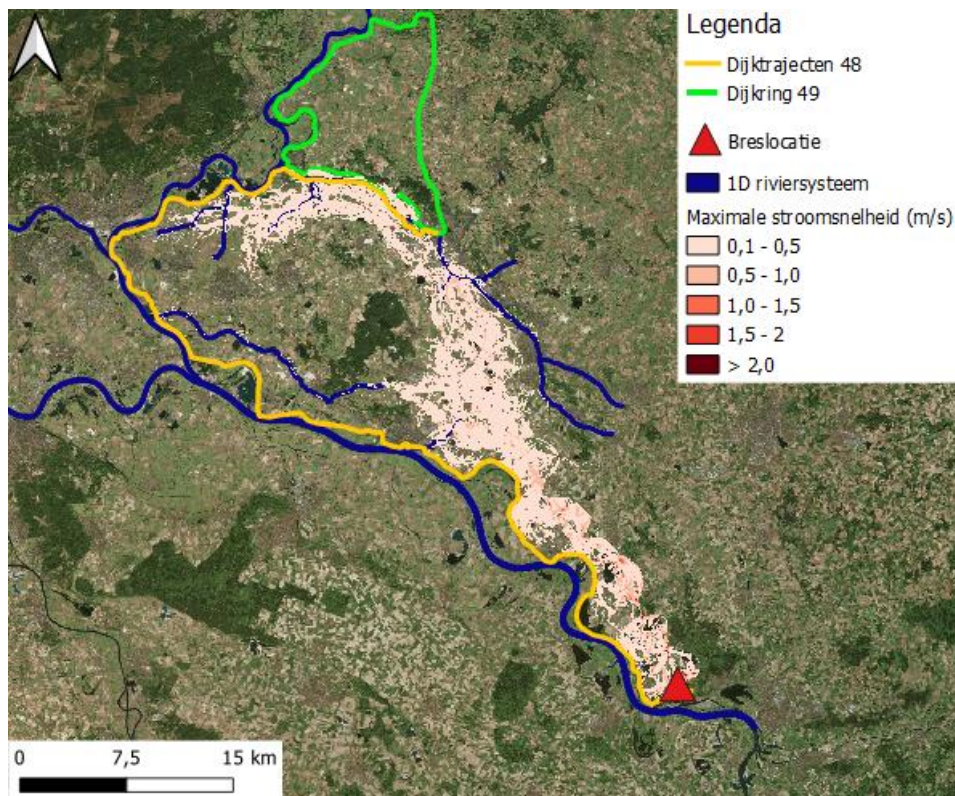 Legenda
Dijktrajecten 48
Dijkring 49
Breslocatie
1D riviersysteem
Maximale stroomsnelheid (m/s)
0,1 - 0,5
0,5 - 1,0
1,0 - 1,5
1,5 - 2
> 2,0
0 7,5 15 km